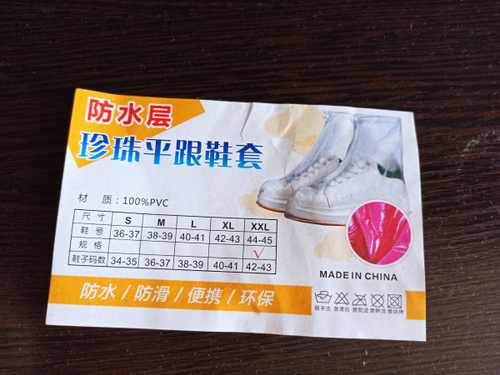 防水层
珍珠平跟鞋套
材 质：100%PVC
尺 寸 S M L XL XXL
鞋 号 36-37 38-39 40-41 42-43 44-45
规 格 √
鞋子码数 34-35 36-37 38-39 40-41 42-43
MADE IN CHINA
防水/防滑/便携/环保